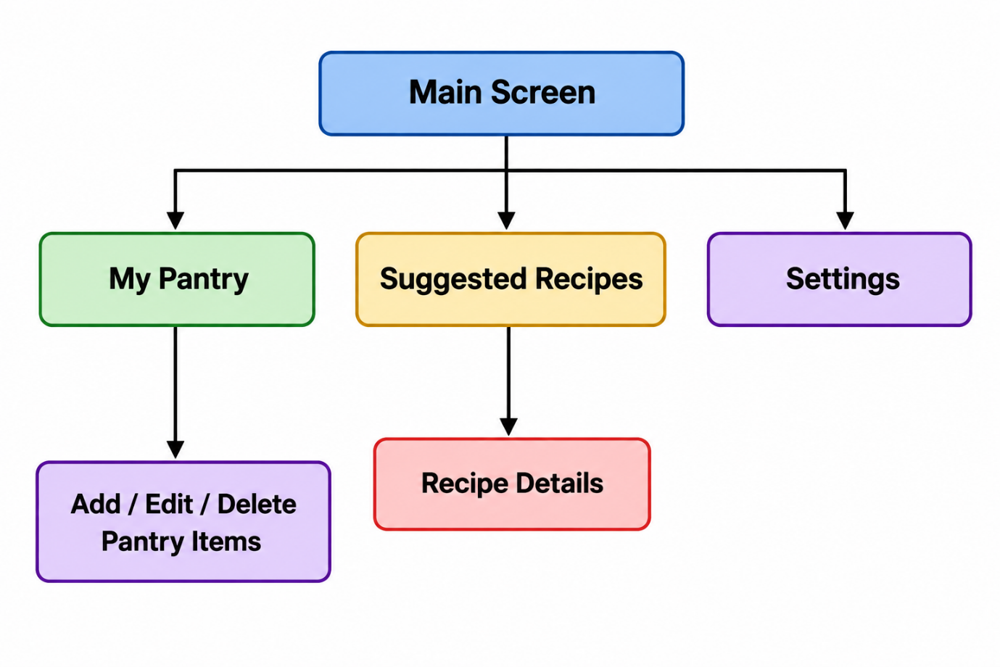 Main Screen
My Pantry
Suggested Recipes
Settings
Add / Edit / Delete
Pantry Items
Recipe Details